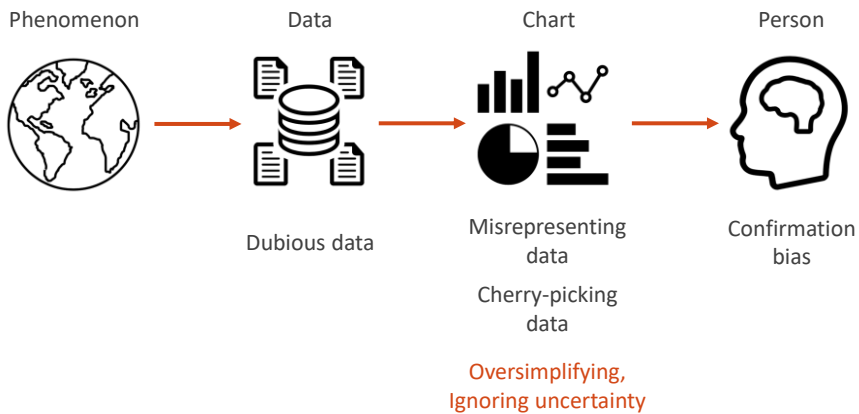 Phenomenon
Data
Chart
Person
Dubious data
Misrepresenting
data
Cherry-picking
data
Oversimplifying,
Ignoring uncertainty
Confirmation
bias